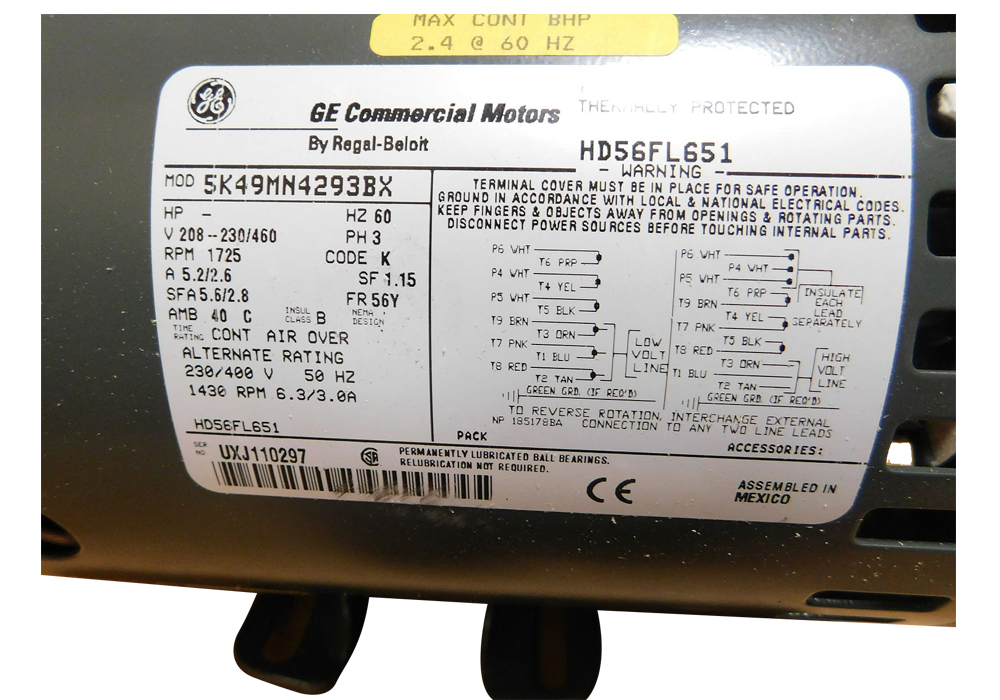 MAX CONT BHP
2.4 @ 60 HZ
GE
GE Commercial Motors
By Regal-Beloit
THERMALLY PROTECTED
HD56FL651
MOD 5K49MN4293BX
HP -
HZ 60
V 208--230/460
PH 3
RPM 1725
CODE K
A 5.2/2.6
SF 1.15
SFA 5.6/2.8
FR 56Y
AMB 40 C
INSUL CLASS B
NEMA DESIGN
TIME RATING CONT AIR OVER
ALTERNATE RATING
230/400 V 50 HZ
1430 RPM 6.3/3.0A
HD56FL651
- WARNING -
TERMINAL COVER MUST BE IN PLACE FOR SAFE OPERATION.
GROUND IN ACCORDANCE WITH LOCAL & NATIONAL ELECTRICAL CODES.
KEEP FINGERS & OBJECTS AWAY FROM OPENINGS & ROTATING PARTS.
DISCONNECT POWER SOURCES BEFORE TOUCHING INTERNAL PARTS.
P6 WHT
T6 PRP
P4 WHT
T4 YEL
P5 WHT
T5 BLK
T9 BRN
T3 ORN
T7 PNK
T1 BLU
T8 RED
T2 TAN
LOW
VOLT
LINE
GREEN GRD. (IF REQ'D)
P6 WHT
P4 WHT
P5 WHT
T6 PRP
T9 BRN
T4 YEL
T7 PNK
T5 BLK
T8 RED
T3 ORN
T1 BLU
T2 TAN
INSULATE
EACH
LEAD
SEPARATELY
HIGH
VOLT
LINE
GREEN GRD. (IF REQ'D)
TO REVERSE ROTATION, INTERCHANGE EXTERNAL
NP 185178BA CONNECTION TO ANY TWO LINE LEADS
PACK
ACCESSORIES:
SER NO UXJ110297
SA
PERMANENTLY LUBRICATED BALL BEARINGS.
RELUBRICATION NOT REQUIRED.
CE
ASSEMBLED IN
MEXICO